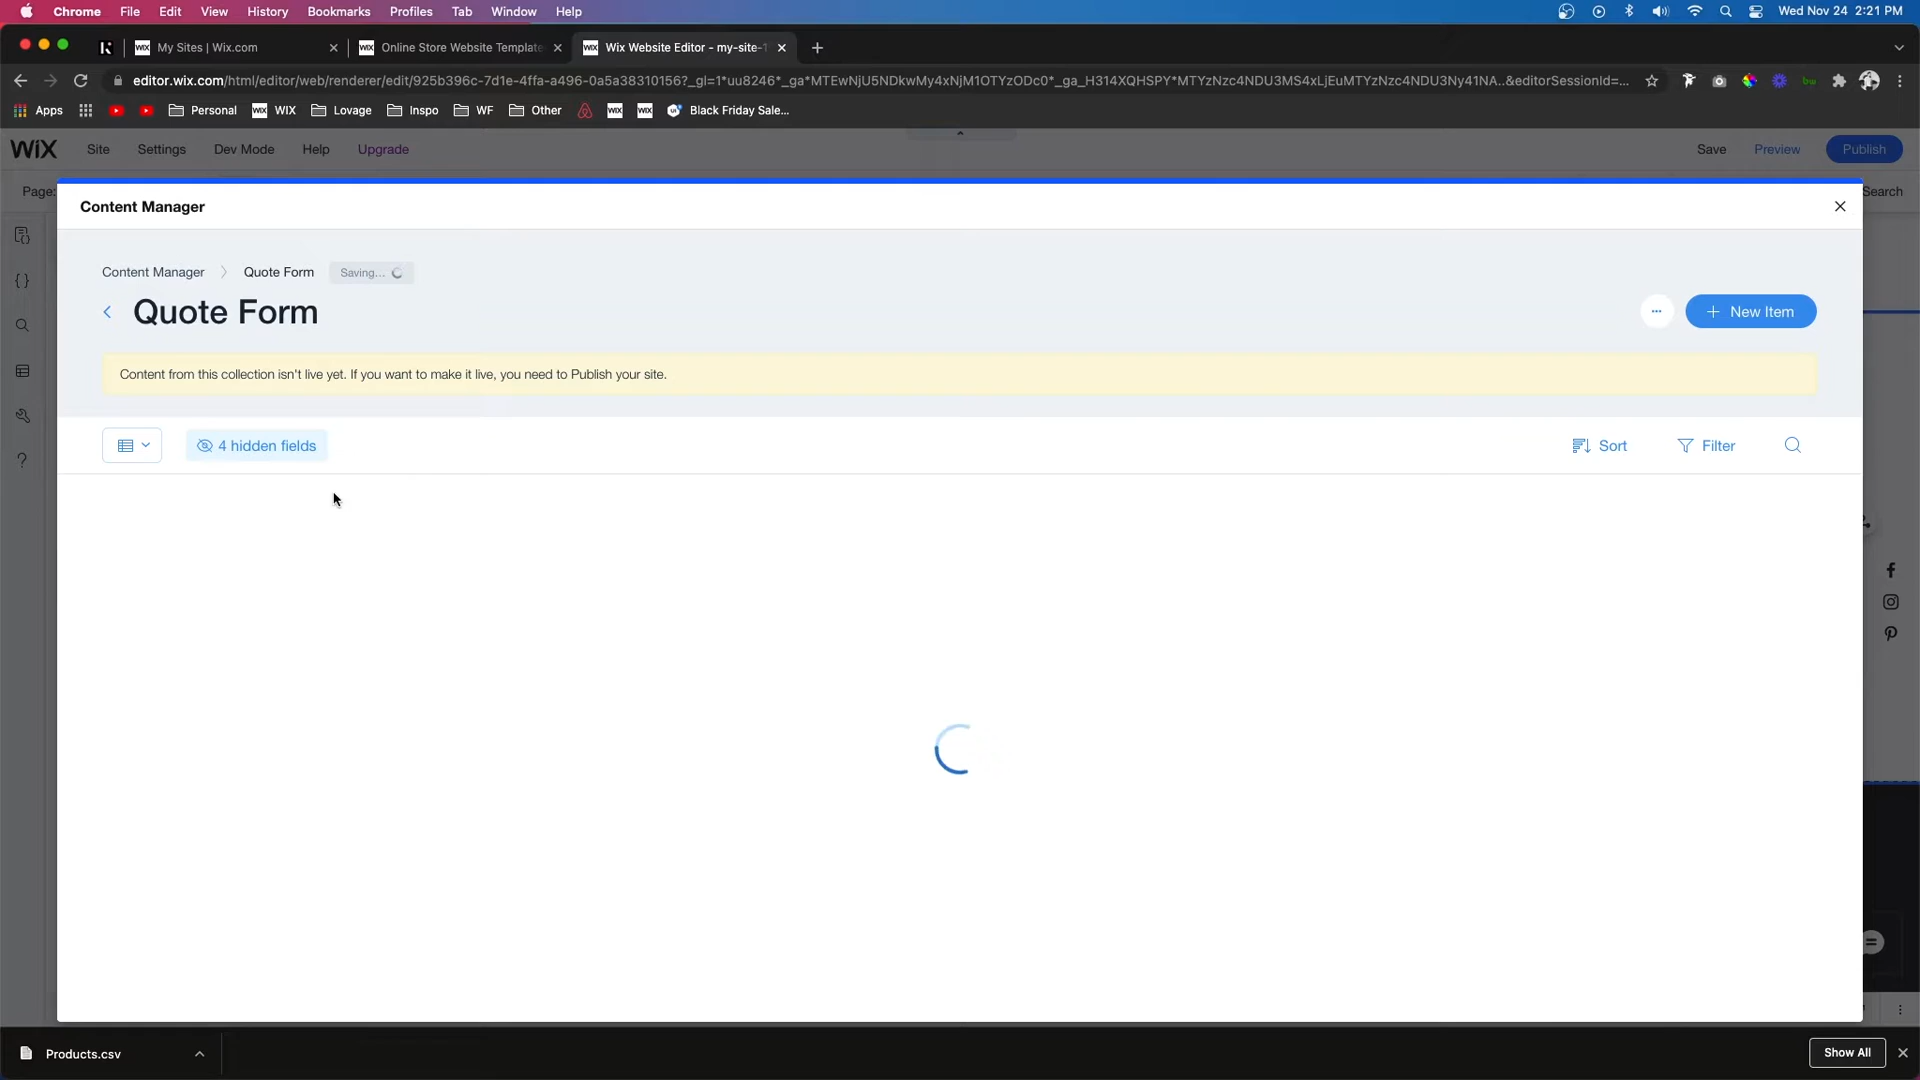 Chrome File Edit View History Bookmarks Profiles Tab Window Help Wed Nov 24 2:21 PM
My Sites | Wix.com Online Store Website Template Wix Website Editor - my-site-1
editor.wix.com/html/editor/web/renderer/edit/925b396c-7d1e-4ffa-a496-0a5a38310156?_gl=1*uu8246*_ga*MTEwNjU5NDkwMy4xNjM1OTYzODc0*_ga_H314XQHSPY*MTYzNzc4NDU3MS4xLjEuMTYzNzc4NDU3Ny41NA..&editorSessionId=...
Apps Personal WIX WIX Lovage Inspo WF Other WIX WIX Black Friday Sale...
WIX Site Settings Dev Mode Help Upgrade Save Preview Publish
Page: Search
Content Manager
Content Manager Quote Form Saving...
Quote Form
... + New Item
Content from this collection isn't live yet. If you want to make it live, you need to Publish your site.
4 hidden fields Sort Filter
Products.csv Show All